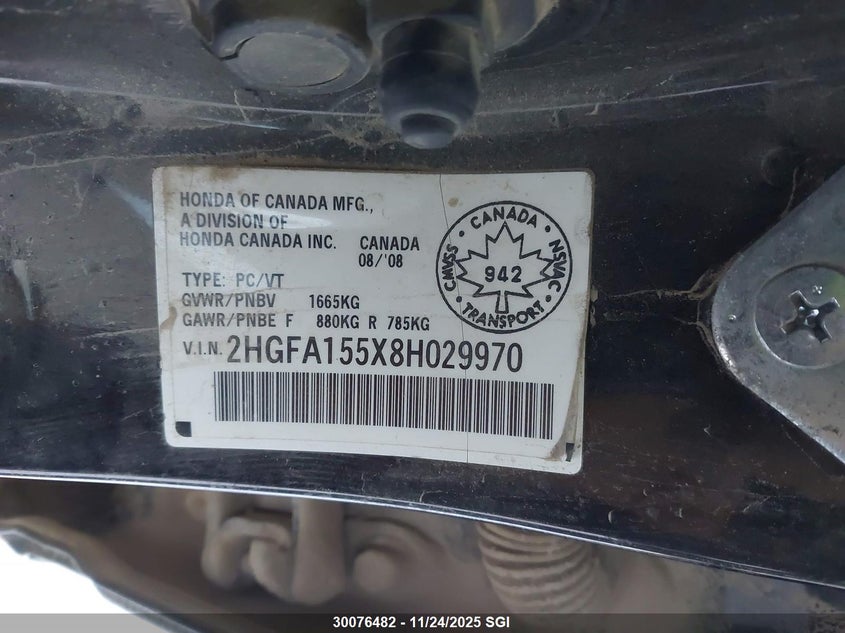 HONDA OF CANADA MFG.,
A DIVISION OF
HONDA CANADA INC. CANADA
08/'08
TYPE: PC/VT
GVWR/PNBV 1665KG
GAWR/PNBE F 880KG R 785KG
V.I.N. 2HGFA155X8H029970
CANADA
CMVSS 942 NSVAC
TRANSPORT
30076482 - 11/24/2025 SGI